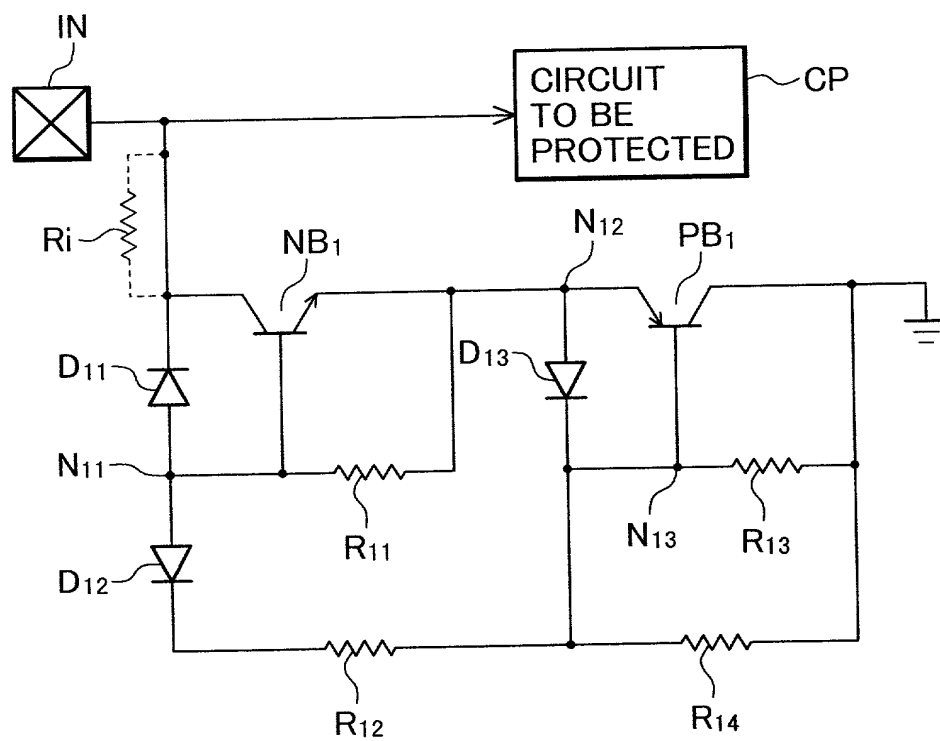 IN
CIRCUIT
TO BE
PROTECTED
CP
Ri
NB1
N12
PB1
D11
D13
N11
R11
N13
R13
D12
R12
R14